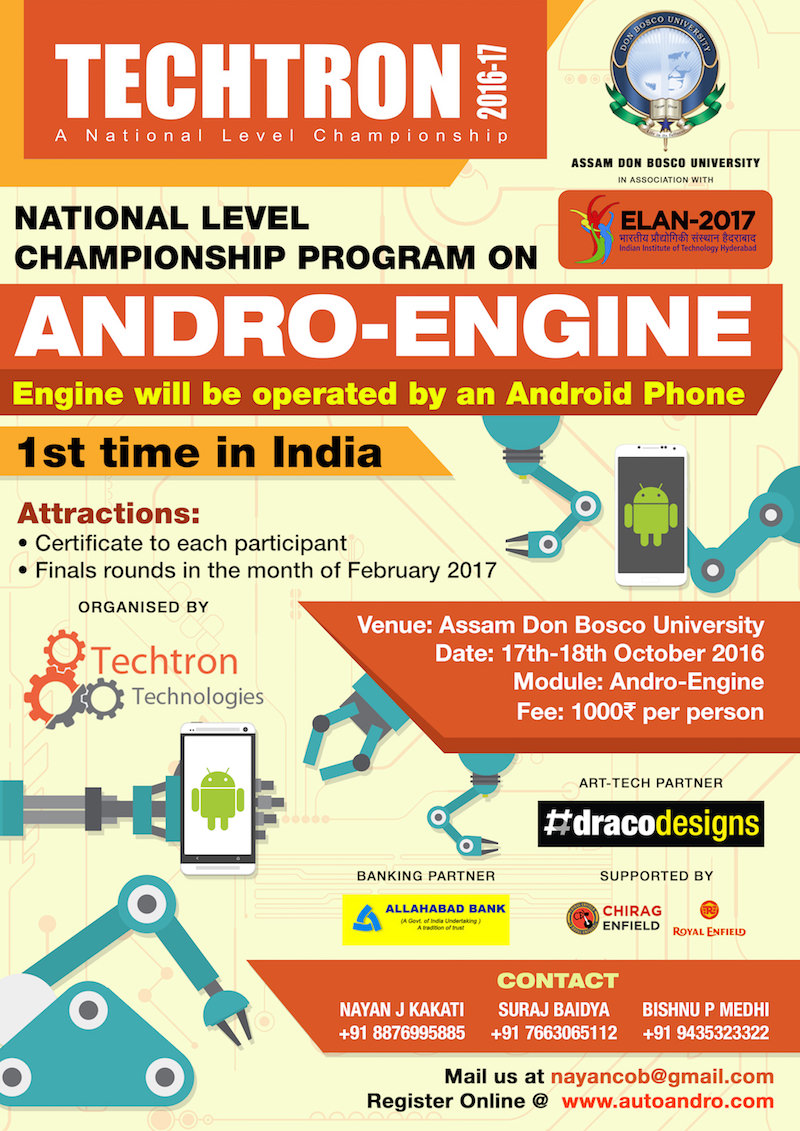 TECHTRON 2016-17
A National Level Championship
DON BOSCO UNIVERSITY
ASSAM DON BOSCO UNIVERSITY
IN ASSOCIATION WITH
ELAN-2017
भारतीय प्रौद्योगिकी संस्थान हैदराबाद
Indian Institute of Technology Hyderabad
NATIONAL LEVEL
CHAMPIONSHIP PROGRAM ON
ANDRO-ENGINE
Engine will be operated by an Android Phone
1st time in India
Attractions:
• Certificate to each participant
• Finals rounds in the month of February 2017
ORGANISED BY
Techtron
Technologies
Venue: Assam Don Bosco University
Date: 17th-18th October 2016
Module: Andro-Engine
Fee: 1000₹ per person
ART-TECH PARTNER
#dracodesigns
BANKING PARTNER
ALLAHABAD BANK
(A Govt. of India Undertaking )
A tradition of trust
SUPPORTED BY
CHIRAG
ENFIELD
ROYAL ENFIELD
CONTACT
NAYAN J KAKATI SURAJ BAIDYA BISHNU P MEDHI
+91 8876995885 +91 7663065112 +91 9435323322
Mail us at nayancob@gmail.com
Register Online @ www.autoandro.com